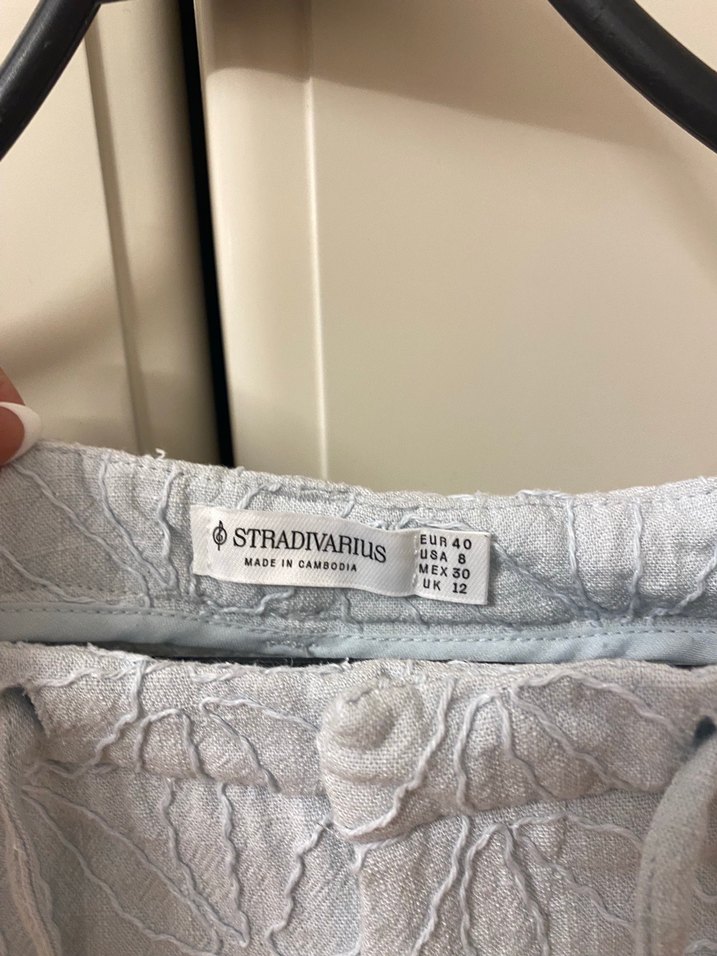 STRADIVARIUS
MADE IN CAMBODIA
EUR 40
USA 8
MEX 30
UK 12